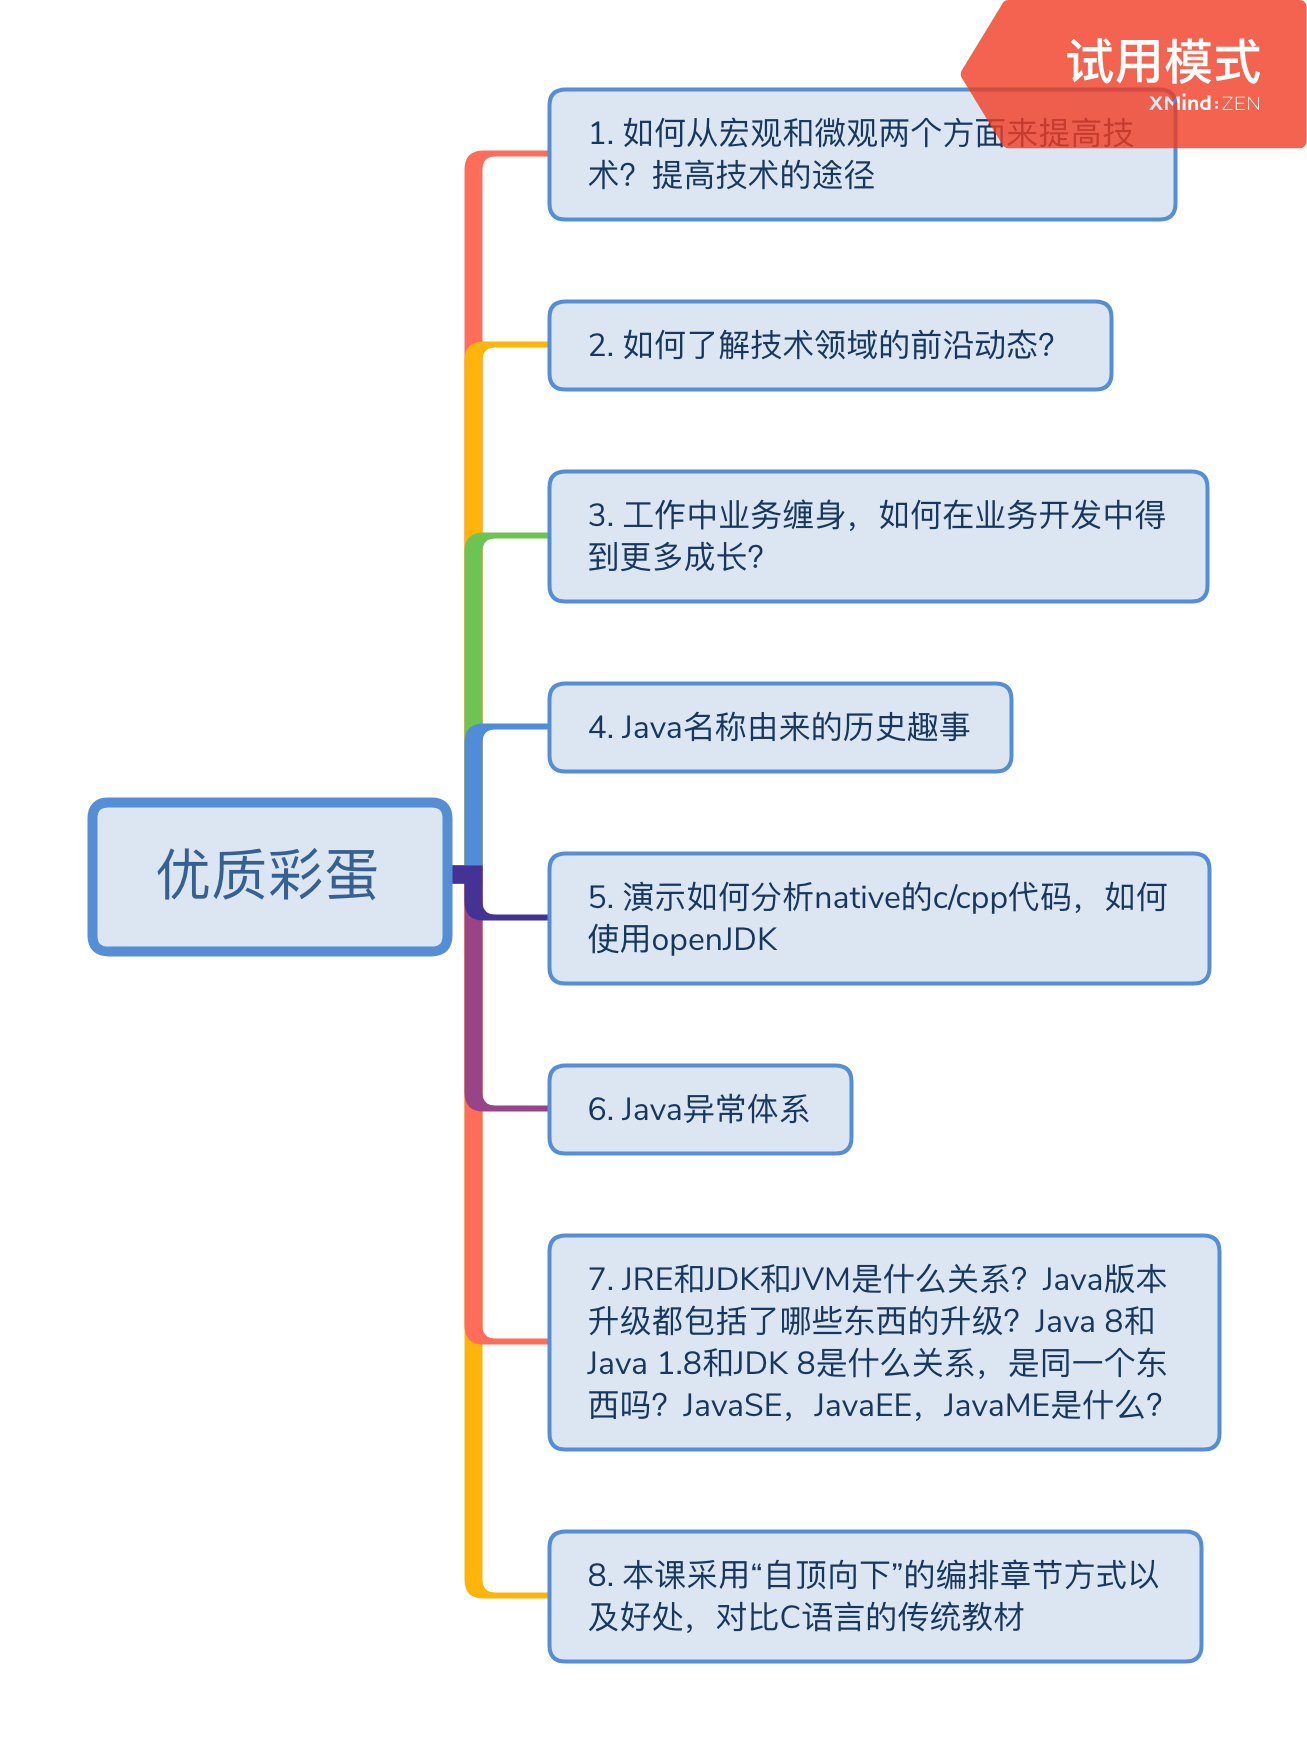 试用模式
XMind:ZEN
1. 如何从宏观和微观两个方面来提高技
术？提高技术的途径
2. 如何了解技术领域的前沿动态？
3. 工作中业务缠身，如何在业务开发中得
到更多成长？
4. Java名称由来的历史趣事
优质彩蛋
5. 演示如何分析native的c/cpp代码，如何
使用openJDK
6. Java异常体系
7. JRE和JDK和JVM是什么关系？Java版本
升级都包括了哪些东西的升级？Java 8和
Java 1.8和JDK 8是什么关系，是同一个东
西吗？JavaSE，JavaEE，JavaME是什么？
8. 本课采用“自顶向下”的编排章节方式以
及好处，对比C语言的传统教材